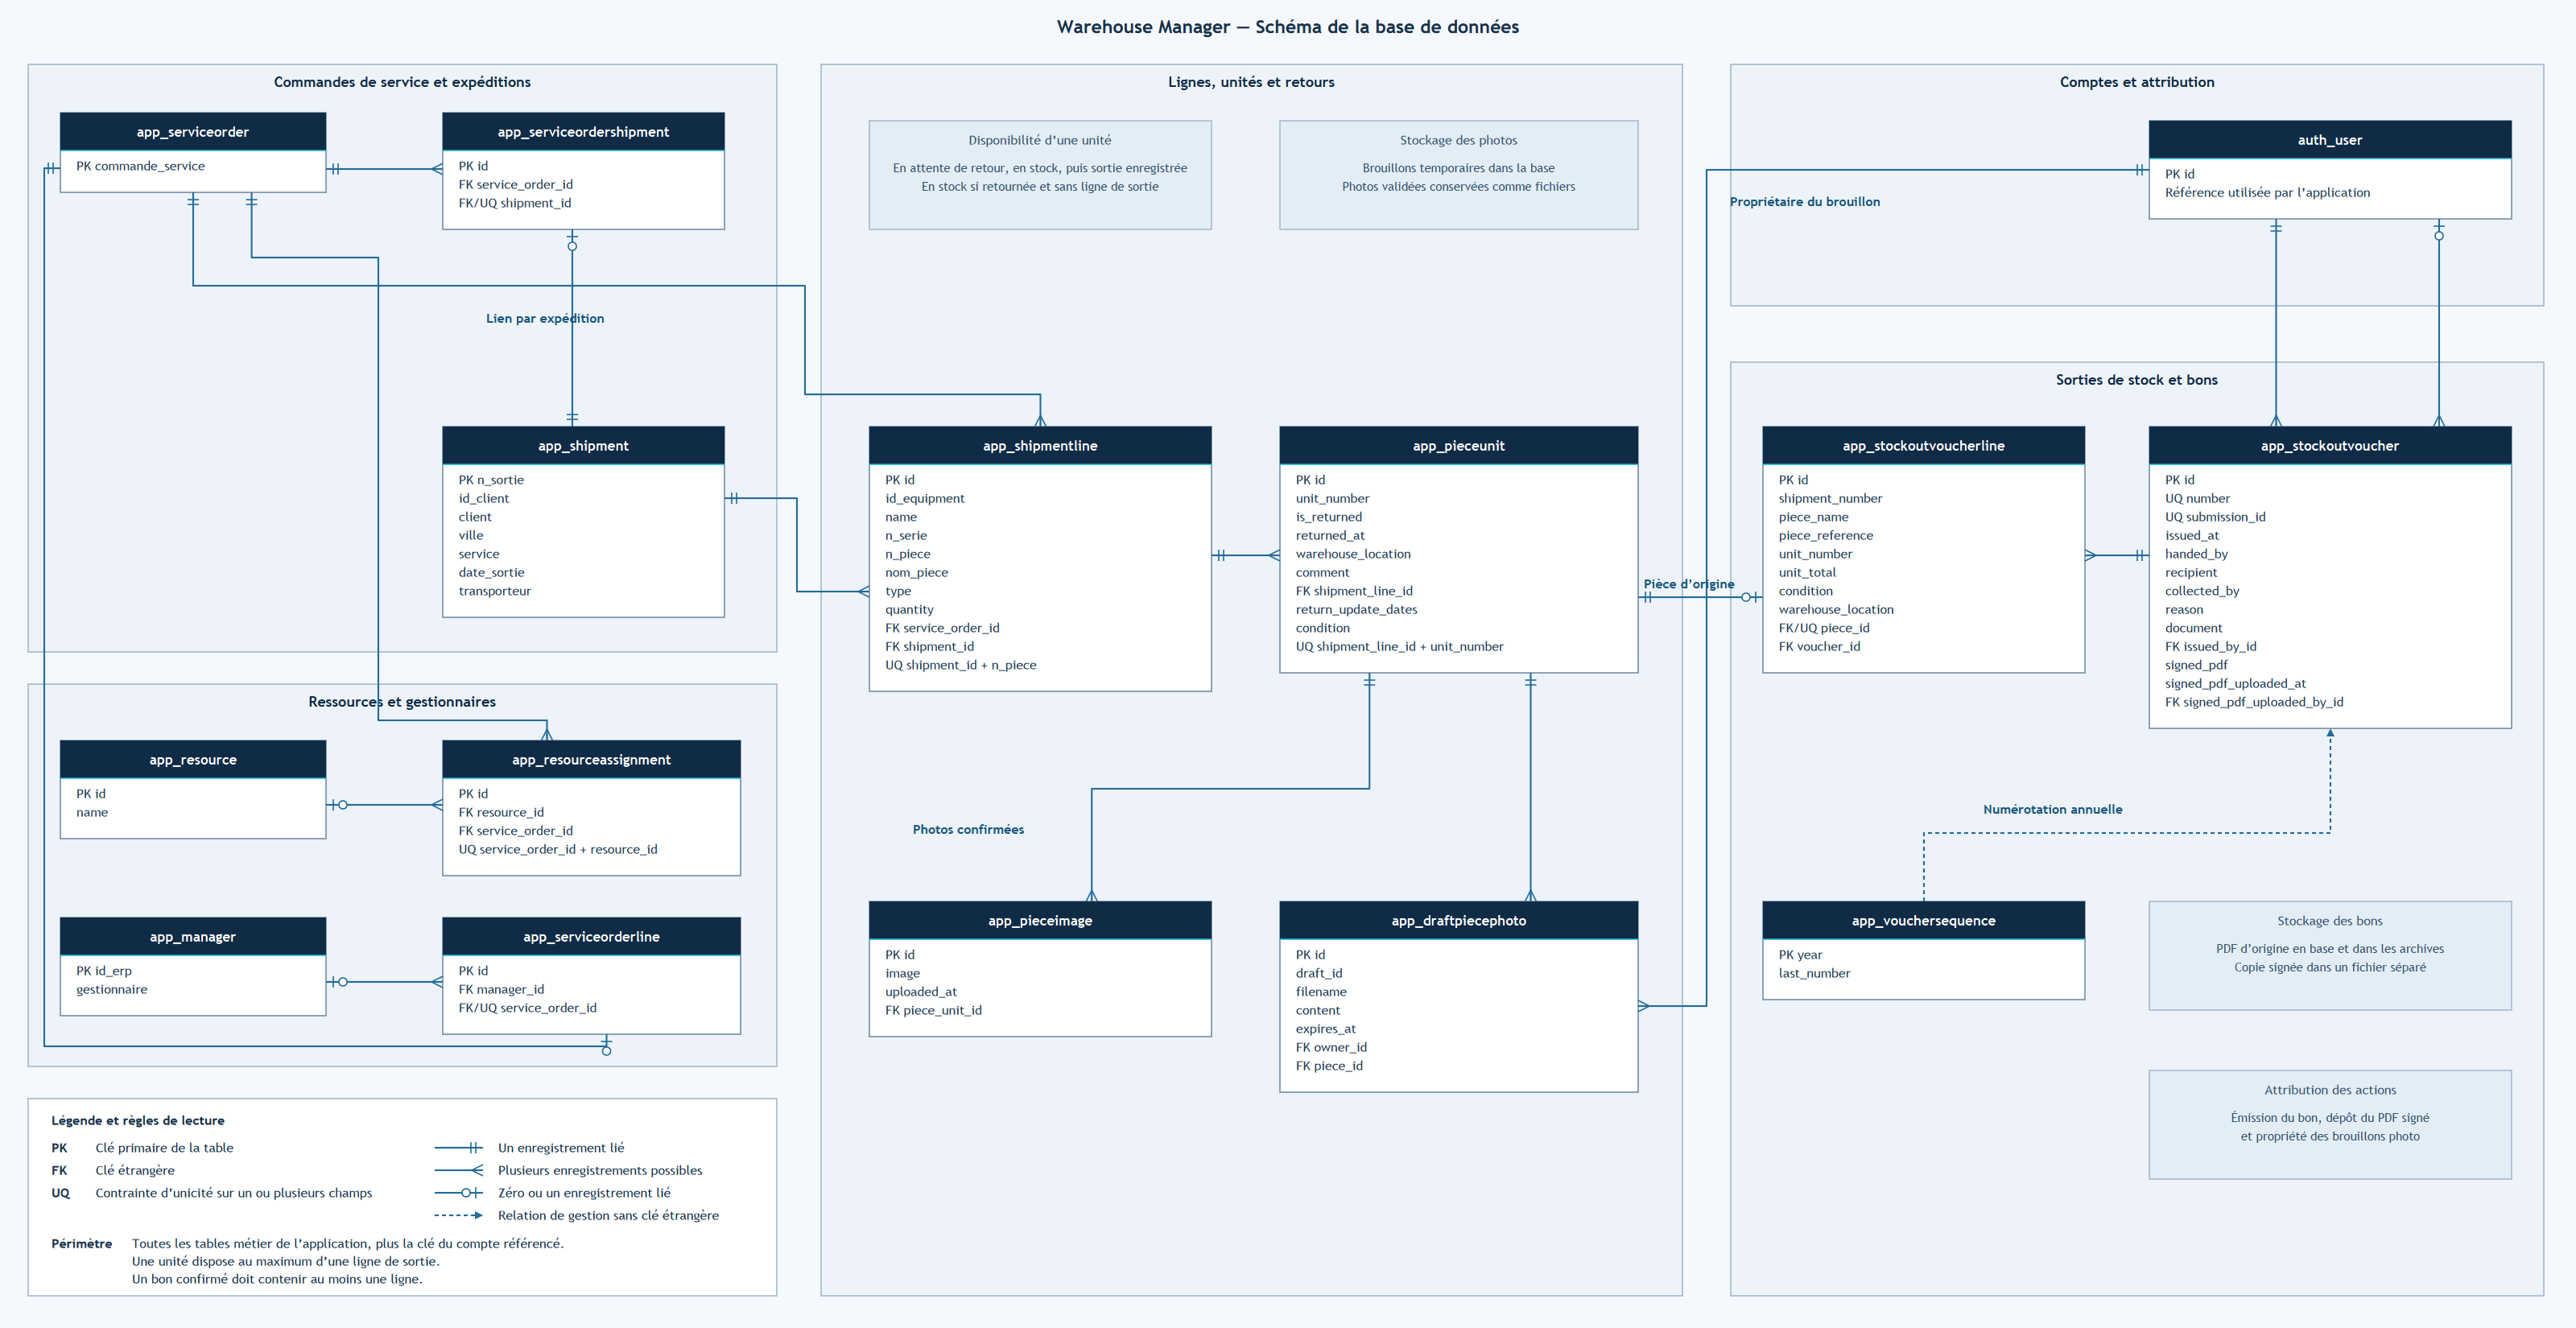 Warehouse Manager — Schéma de la base de données
Commandes de service et expéditions
app_serviceorder
PK commande_service
app_serviceordershipment
PK id
FK service_order_id
FK/UQ shipment_id
Lien par expédition
app_shipment
PK n_sortie
id_client
client
ville
service
date_sortie
transporteur
Ressources et gestionnaires
app_resource
PK id
name
app_resourceassignment
PK id
FK resource_id
FK service_order_id
UQ service_order_id + resource_id
app_manager
PK id_erp
gestionnaire
app_serviceorderline
PK id
FK manager_id
FK/UQ service_order_id
Légende et règles de lecture
PK Clé primaire de la table
FK Clé étrangère
UQ Contrainte d’unicité sur un ou plusieurs champs
Un enregistrement lié
Plusieurs enregistrements possibles
Zéro ou un enregistrement lié
Relation de gestion sans clé étrangère
Périmètre Toutes les tables métier de l’application, plus la clé du compte référencé.
Une unité dispose au maximum d’une ligne de sortie.
Un bon confirmé doit contenir au moins une ligne.
Lignes, unités et retours
Disponibilité d’une unité
En attente de retour, en stock, puis sortie enregistrée
En stock si retournée et sans ligne de sortie
Stockage des photos
Brouillons temporaires dans la base
Photos validées conservées comme fichiers
app_shipmentline
PK id
id_equipment
name
n_serie
n_piece
nom_piece
type
quantity
FK service_order_id
FK shipment_id
UQ shipment_id + n_piece
app_pieceunit
PK id
unit_number
is_returned
returned_at
warehouse_location
comment
FK shipment_line_id
return_update_dates
condition
UQ shipment_line_id + unit_number
Pièce d’origine
Photos confirmées
app_pieceimage
PK id
image
uploaded_at
FK piece_unit_id
app_draftpiecephoto
PK id
draft_id
filename
content
expires_at
FK owner_id
FK piece_id
Comptes et attribution
Propriétaire du brouillon
auth_user
PK id
Référence utilisée par l’application
Sorties de stock et bons
app_stockoutvoucherline
PK id
shipment_number
piece_name
piece_reference
unit_number
unit_total
condition
warehouse_location
FK/UQ piece_id
FK voucher_id
app_stockoutvoucher
PK id
UQ number
UQ submission_id
issued_at
handed_by
recipient
collected_by
reason
document
FK issued_by_id
signed_pdf
signed_pdf_uploaded_at
FK signed_pdf_uploaded_by_id
Numérotation annuelle
app_vouchersequence
PK year
last_number
Stockage des bons
PDF d’origine en base et dans les archives
Copie signée dans un fichier séparé
Attribution des actions
Émission du bon, dépôt du PDF signé
et propriété des brouillons photo